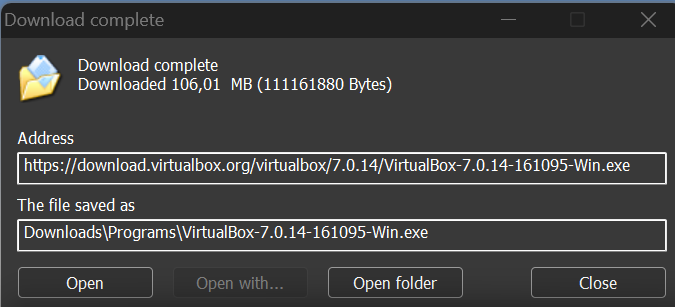 Download complete
Download complete
Downloaded 106,01  MB (111161880 Bytes)
Address
https://download.virtualbox.org/virtualbox/7.0.14/VirtualBox-7.0.14-161095-Win.exe
The file saved as
Downloads\Programs\VirtualBox-7.0.14-161095-Win.exe
Open Open with... Open folder Close